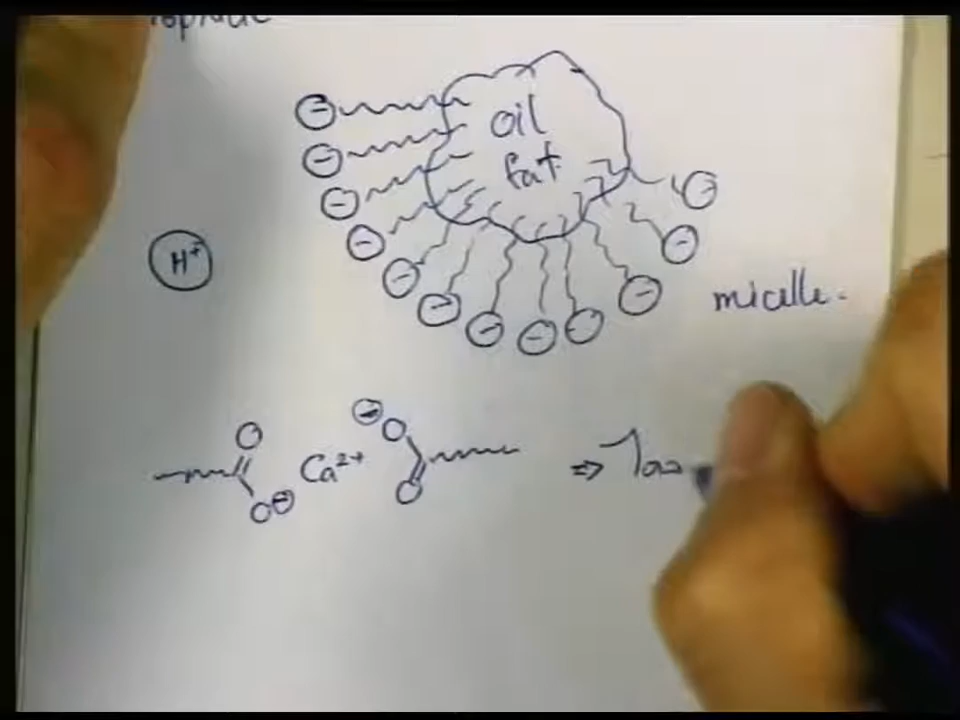 oil
fat
H⁺
micelle.
O ⊖ O
Ca²⁺
O⊖ O
⇒